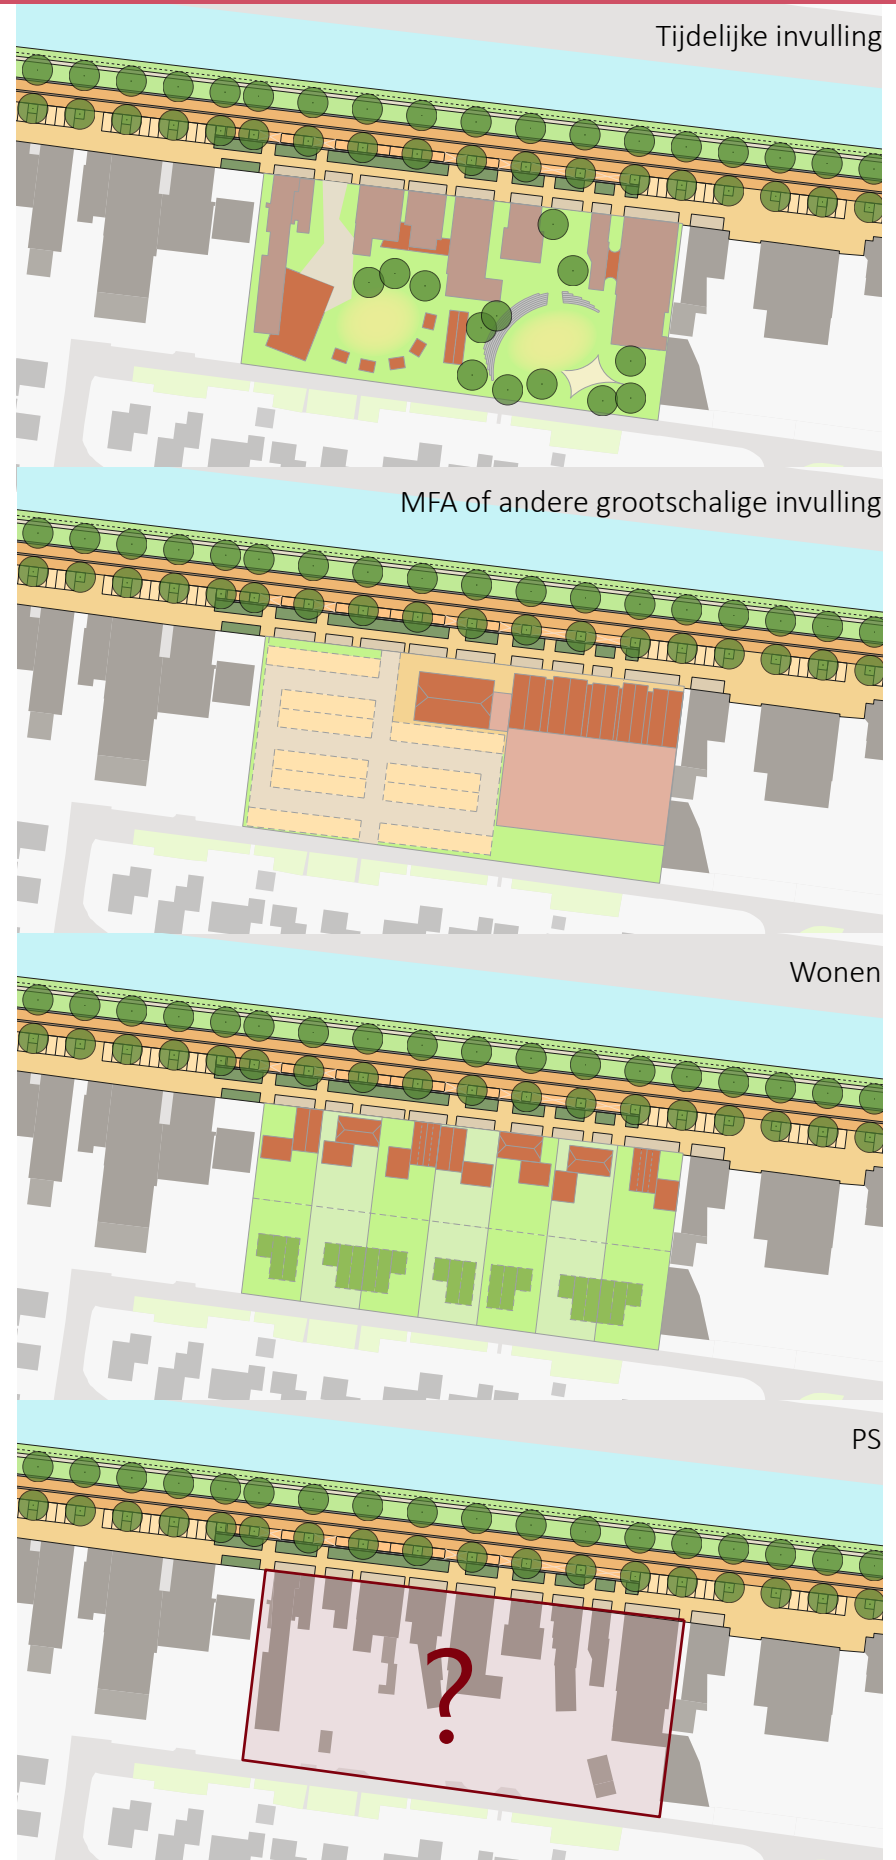 Tijdelijke invulling
MFA of andere grootschalige invulling
Wonen
PS
?